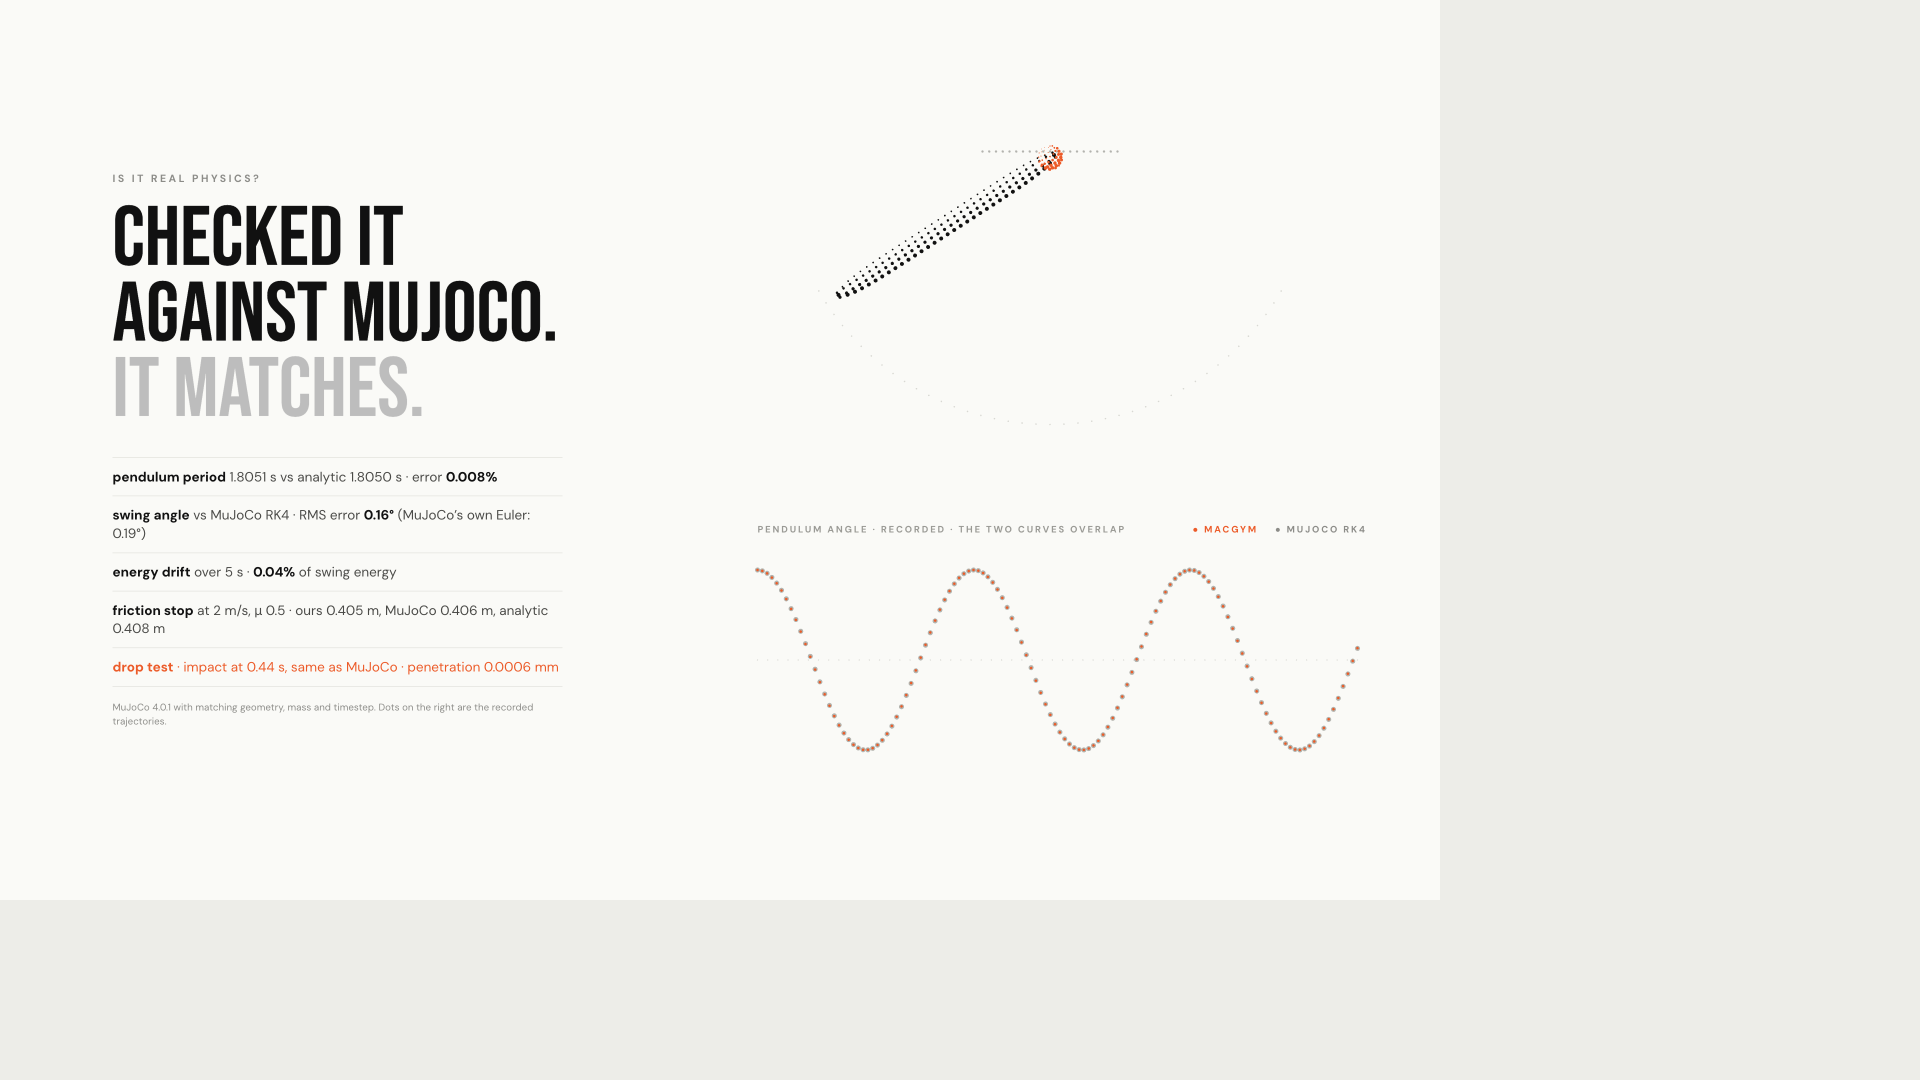 IS IT REAL PHYSICS?
CHECKED IT
AGAINST MUJOCO.
IT MATCHES.
pendulum period 1.8051 s vs analytic 1.8050 s · error 0.008%
swing angle vs MuJoCo RK4 · RMS error 0.16° (MuJoCo’s own Euler:
0.19°)
energy drift over 5 s · 0.04% of swing energy
friction stop at 2 m/s, µ 0.5 · ours 0.405 m, MuJoCo 0.406 m, analytic
0.408 m
drop test · impact at 0.44 s, same as MuJoCo · penetration 0.0006 mm
MuJoCo 4.0.1 with matching geometry, mass and timestep. Dots on the right are the recorded
trajectories.
PENDULUM ANGLE · RECORDED · THE TWO CURVES OVERLAP
● MACGYM ● MUJOCO RK4